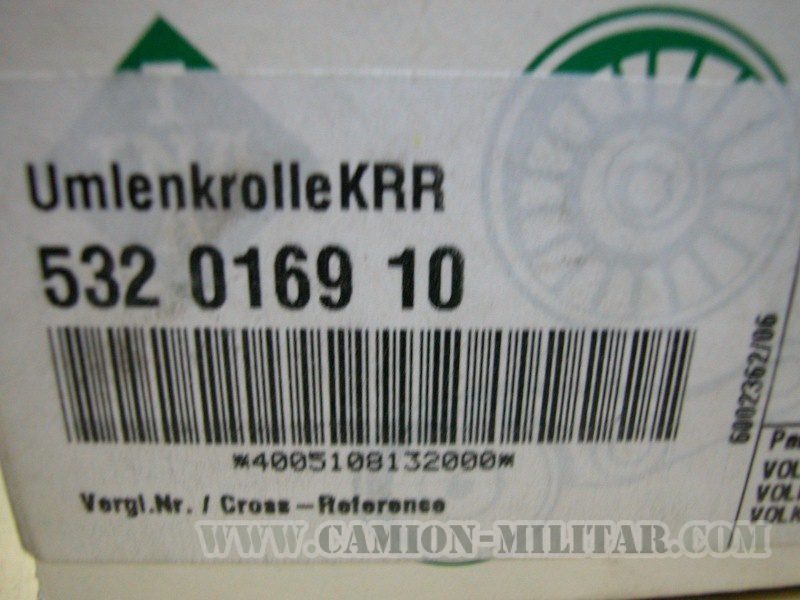 UmlenkrolleKRR
532 0169 10
*4005108132000*
Vergl.Nr. / Cross-Reference
6002362/06
WWW.CAMION-MILITAR.COM